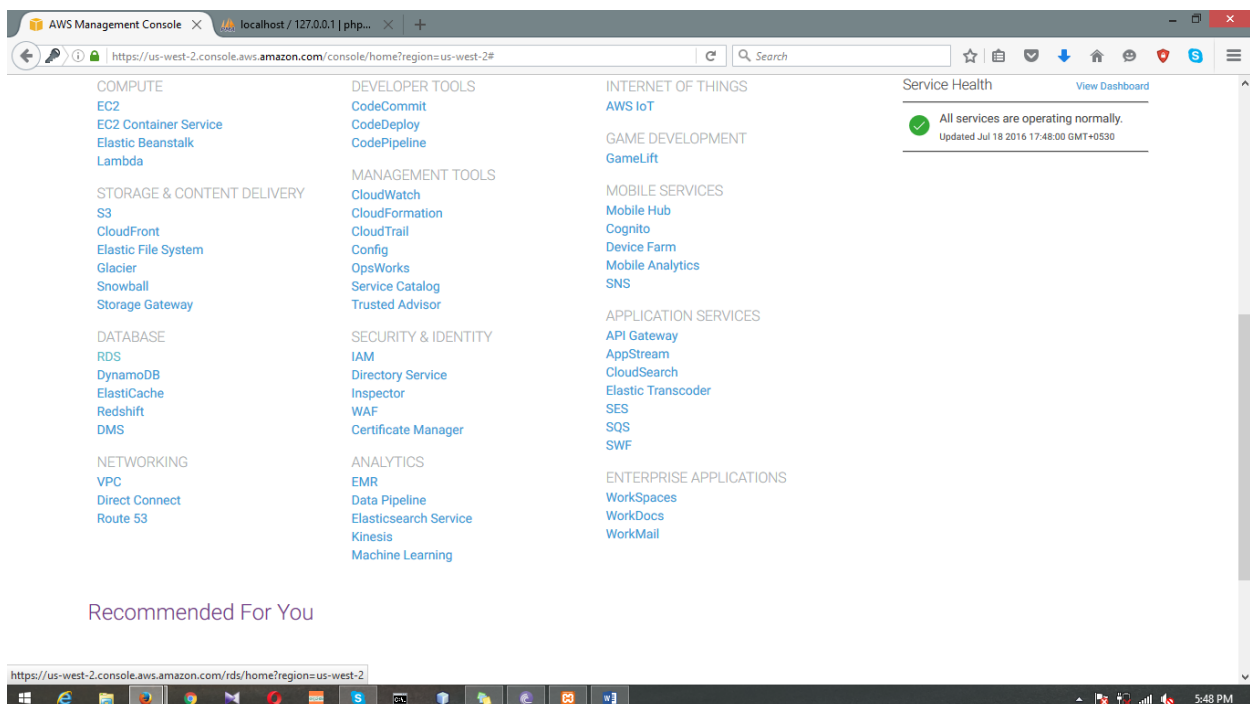 AWS Management Console
localhost / 127.0.0.1 | php...
https://us-west-2.console.aws.amazon.com/console/home?region=us-west-2#
Search
COMPUTE
EC2
EC2 Container Service
Elastic Beanstalk
Lambda
STORAGE & CONTENT DELIVERY
S3
CloudFront
Elastic File System
Glacier
Snowball
Storage Gateway
DATABASE
RDS
DynamoDB
ElastiCache
Redshift
DMS
NETWORKING
VPC
Direct Connect
Route 53
DEVELOPER TOOLS
CodeCommit
CodeDeploy
CodePipeline
MANAGEMENT TOOLS
CloudWatch
CloudFormation
CloudTrail
Config
OpsWorks
Service Catalog
Trusted Advisor
SECURITY & IDENTITY
IAM
Directory Service
Inspector
WAF
Certificate Manager
ANALYTICS
EMR
Data Pipeline
Elasticsearch Service
Kinesis
Machine Learning
INTERNET OF THINGS
AWS IoT
GAME DEVELOPMENT
GameLift
MOBILE SERVICES
Mobile Hub
Cognito
Device Farm
Mobile Analytics
SNS
APPLICATION SERVICES
API Gateway
AppStream
CloudSearch
Elastic Transcoder
SES
SQS
SWF
ENTERPRISE APPLICATIONS
WorkSpaces
WorkDocs
WorkMail
Service Health
View Dashboard
All services are operating normally.
Updated Jul 18 2016 17:48:00 GMT+0530
Recommended For You
https://us-west-2.console.aws.amazon.com/rds/home?region=us-west-2
5:48 PM